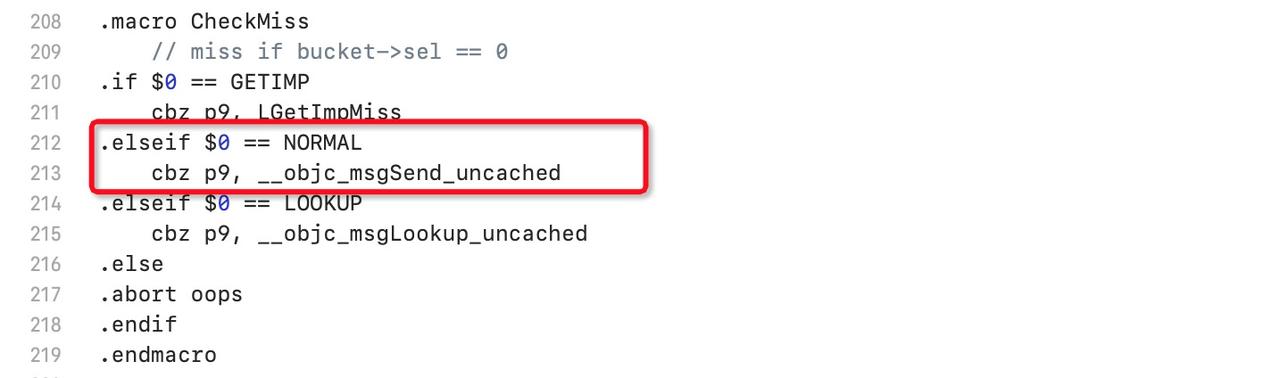 208 .macro CheckMiss
209 // miss if bucket->sel == 0
210 .if $0 == GETIMP
211 cbz p9, LGetImpMiss
212 .elseif $0 == NORMAL
213 cbz p9, __objc_msgSend_uncached
214 .elseif $0 == LOOKUP
215 cbz p9, __objc_msgLookup_uncached
216 .else
217 .abort oops
218 .endif
219 .endmacro